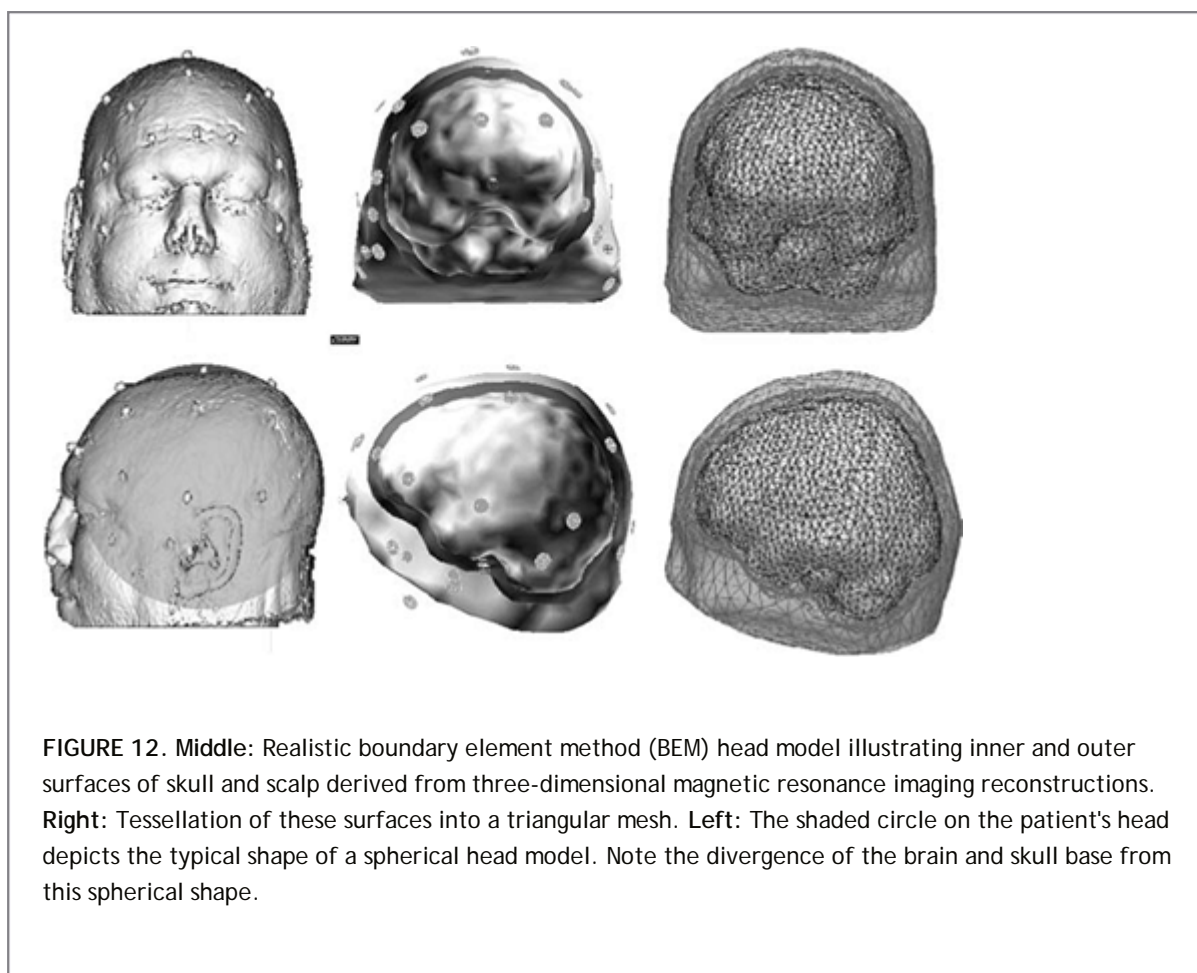 FIGURE 12. Middle: Realistic boundary element method (BEM) head model illustrating inner and outer
surfaces of skull and scalp derived from three-dimensional magnetic resonance imaging reconstructions.
Right: Tessellation of these surfaces into a triangular mesh. Left: The shaded circle on the patient's head
depicts the typical shape of a spherical head model. Note the divergence of the brain and skull base from
this spherical shape.